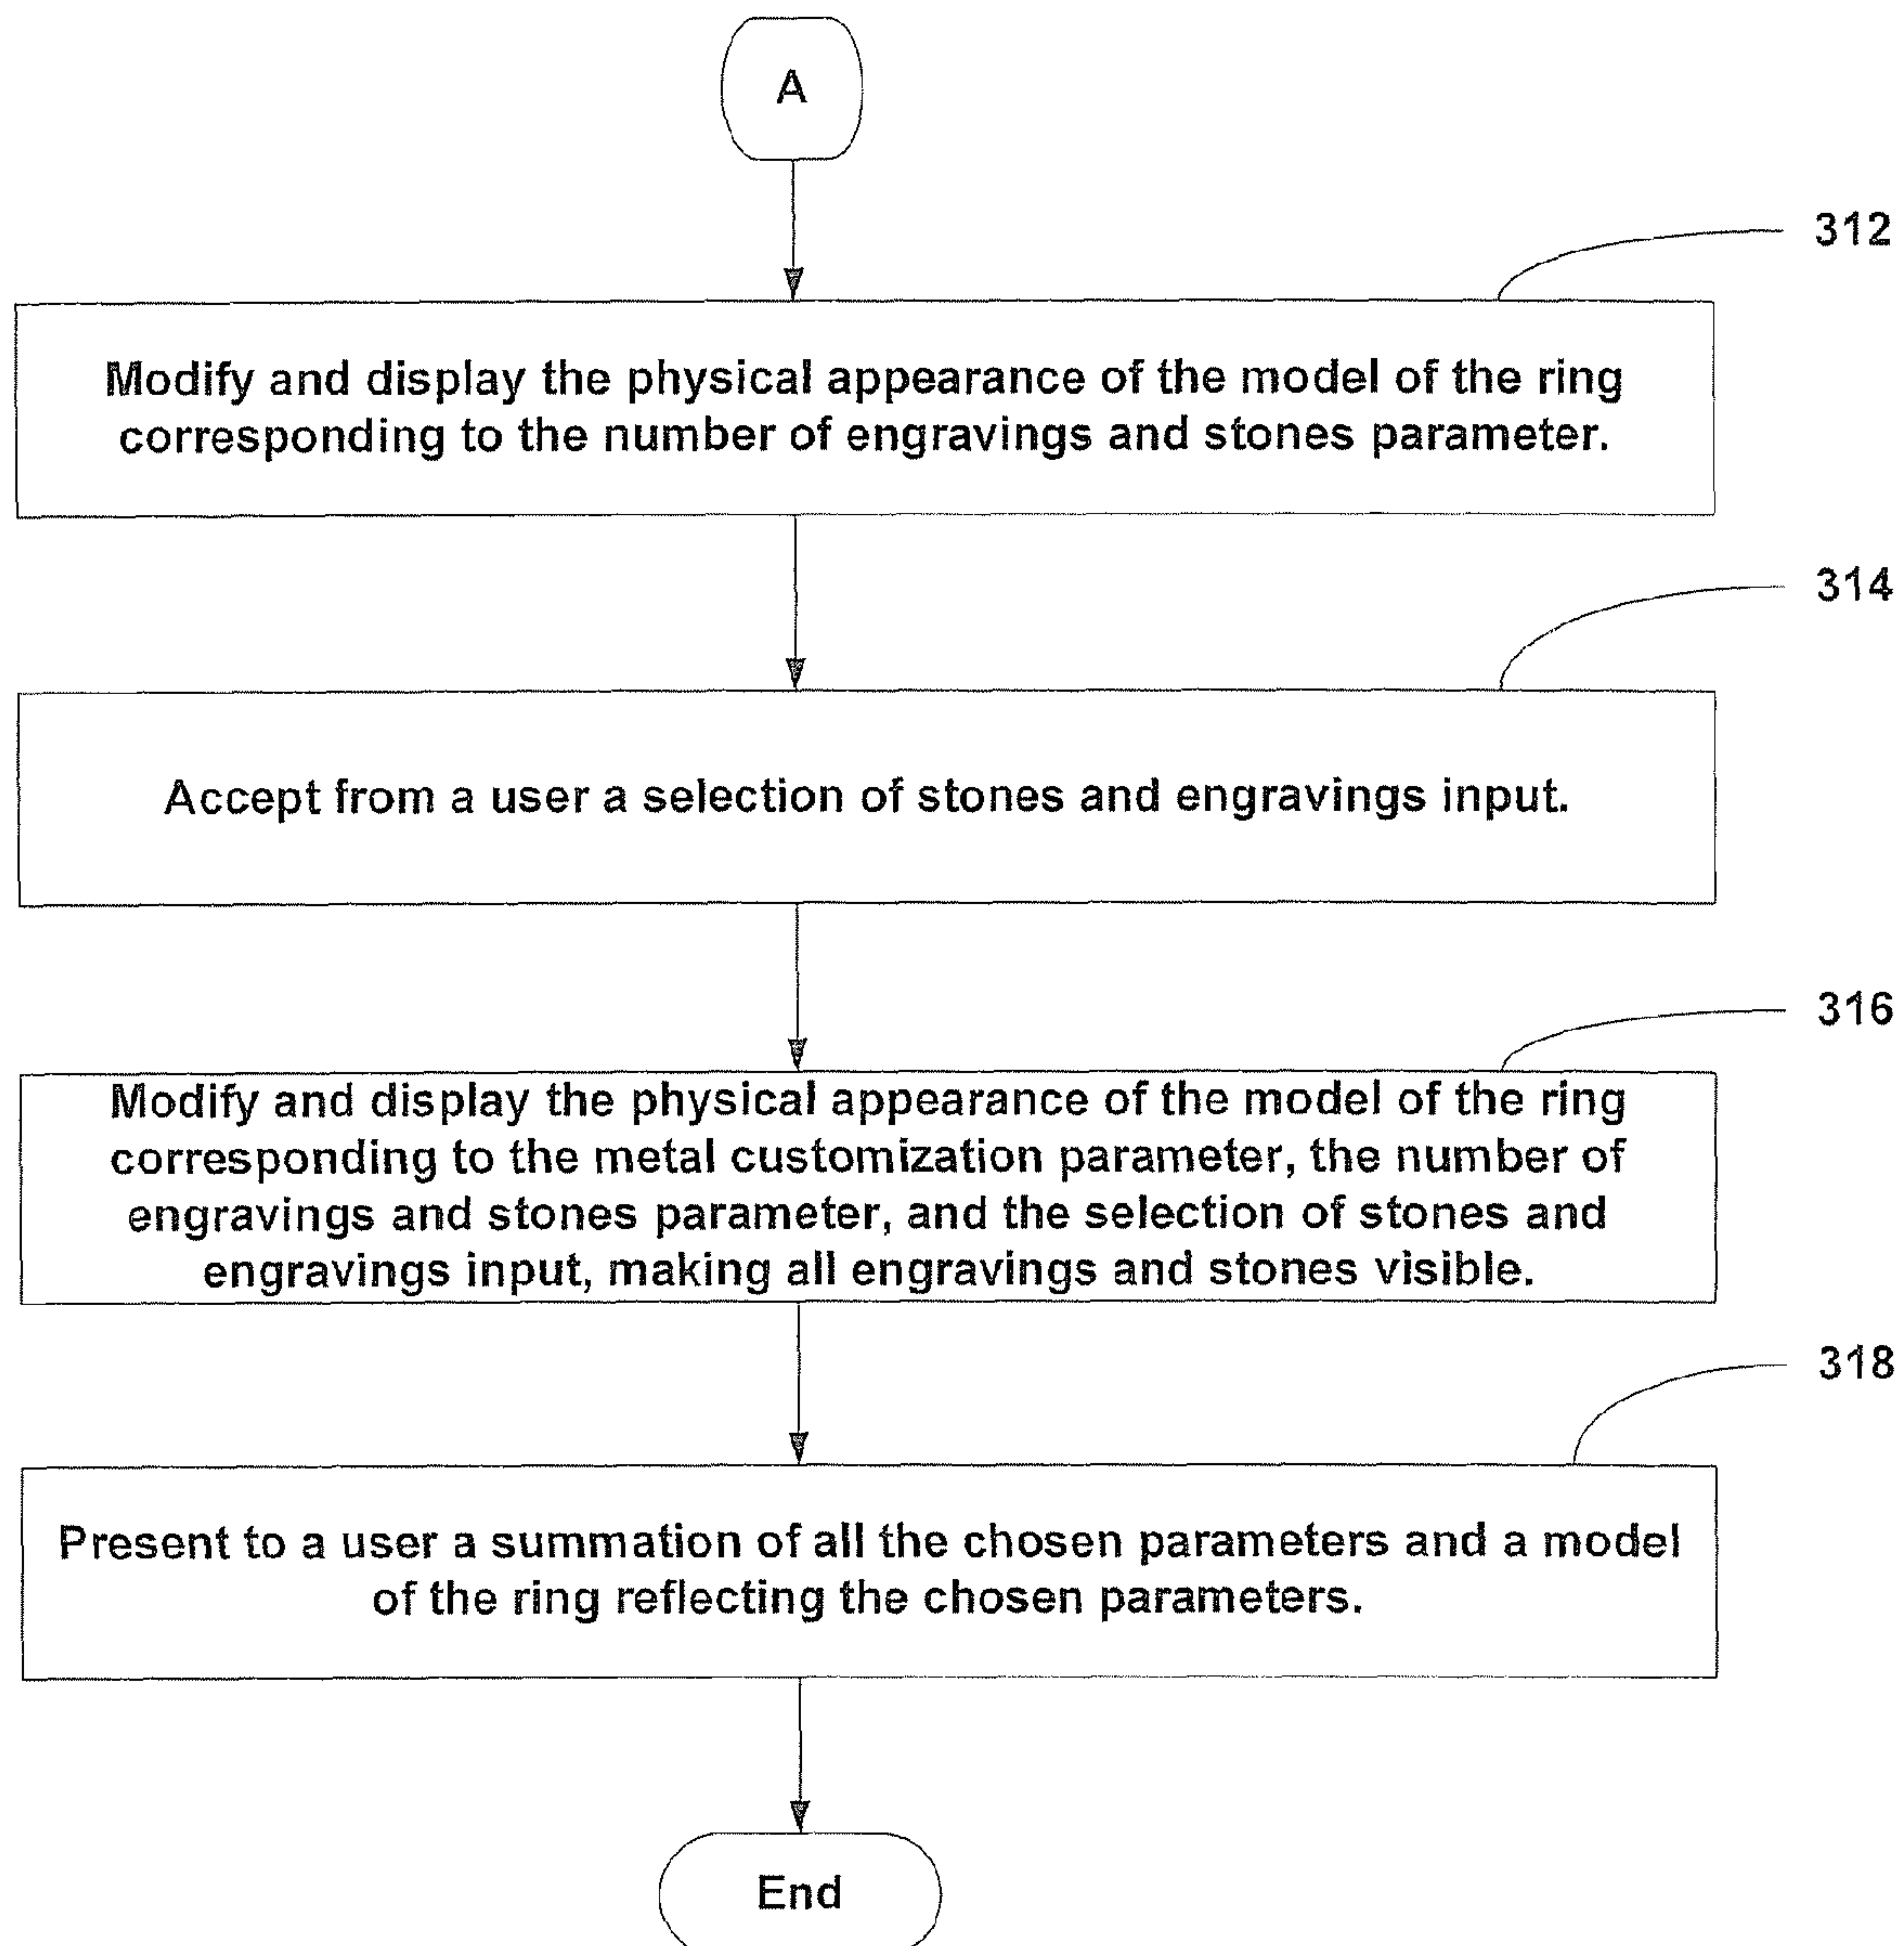 A
312
Modify and display the physical appearance of the model of the ring
corresponding to the number of engravings and stones parameter.
314
Accept from a user a selection of stones and engravings input.
316
Modify and display the physical appearance of the model of the ring
corresponding to the metal customization parameter, the number of
engravings and stones parameter, and the selection of stones and
engravings input, making all engravings and stones visible.
318
Present to a user a summation of all the chosen parameters and a model
of the ring reflecting the chosen parameters.
End